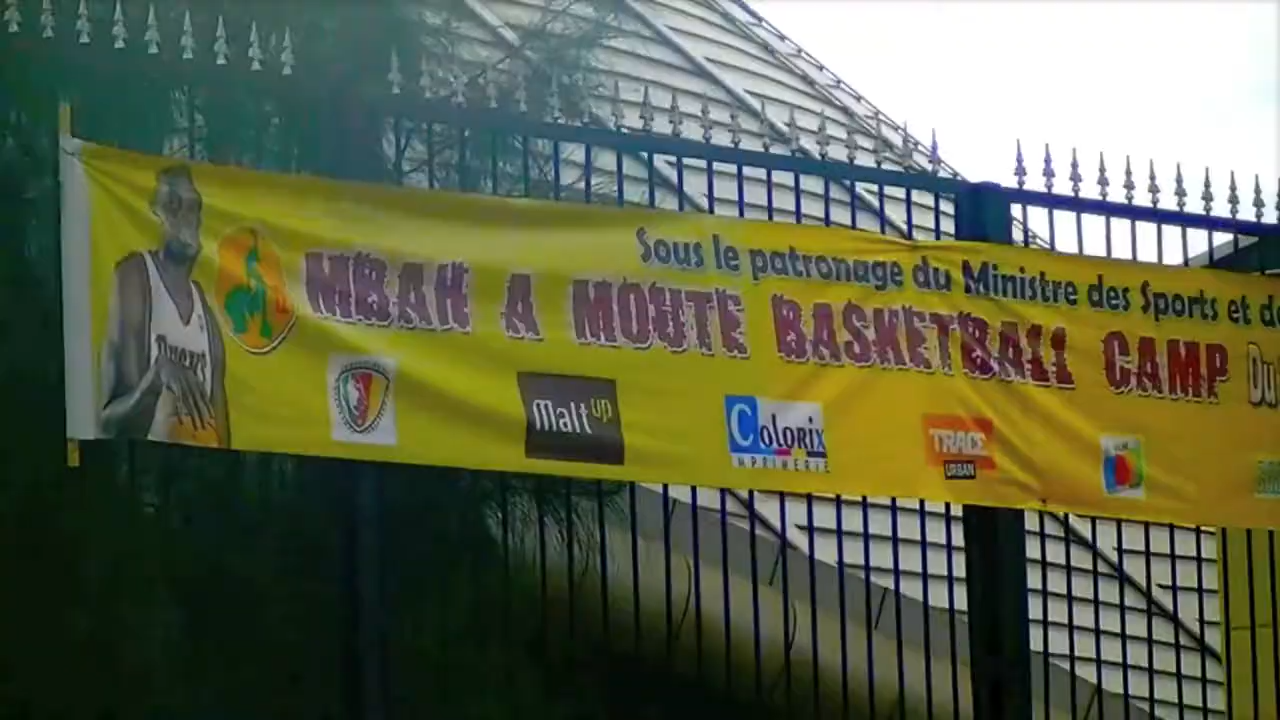 Sous le patronage du Ministre des Sports et de
MBAH A MOUTE BASKETBALL CAMP Du
Malt up
Colorix
IMPRIMERIE
TRACE
URBAN